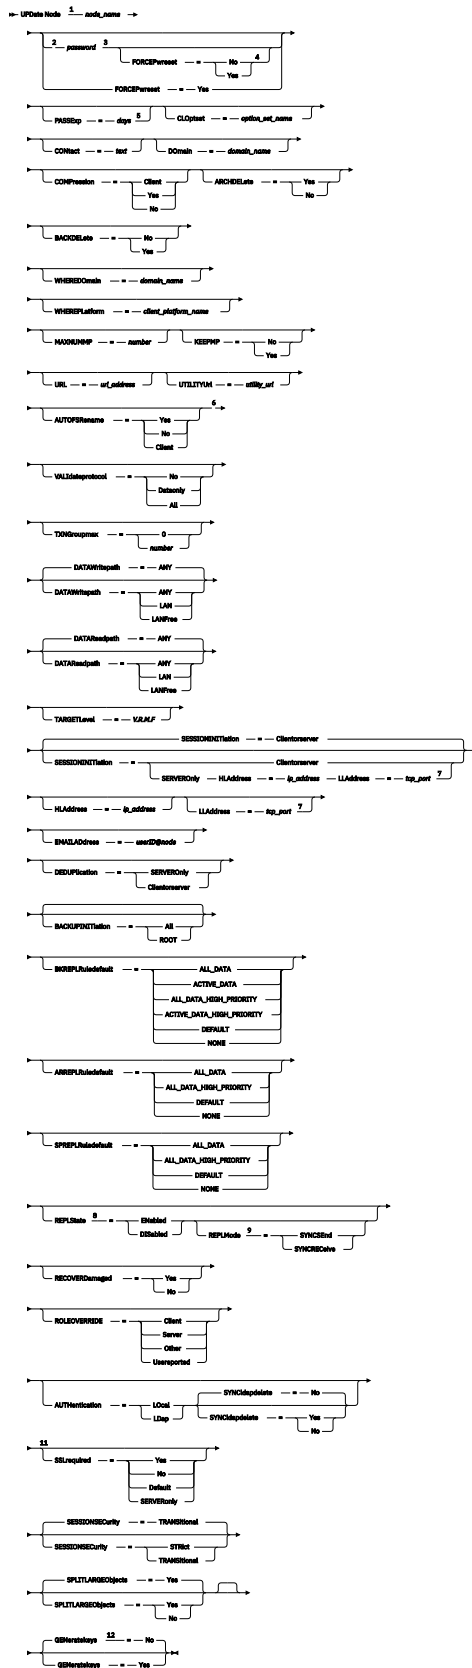 UPDate Node 1 node_name
2 password 3
FORCEPwreset = No 4
Yes
FORCEPwreset = Yes
PASSExp = days 5 CLOptset = option_set_name
CONtact = text DOmain = domain_name
COMPression = Client ARCHDELete = Yes
Yes No
No
BACKDELete = No
Yes
WHEREDOmain = domain_name
WHEREPLatform = client_platform_name
MAXNUMMP = number KEEPMP = No
Yes
URL = url_address UTILITYUrl = utility_url
6
AUTOFSRename = Yes
No
Client
VALIdateprotocol = No
Dataonly
All
TXNGroupmax = 0
number
DATAWritepath = ANY
DATAWritepath = ANY
LAN
LANFree
DATAReadpath = ANY
DATAReadpath = ANY
LAN
LANFree
TARGETLevel = V.R.M.F
SESSIONINITiation = Clientorserver
SESSIONINITiation = Clientorserver
SERVEROnly HLAddress = ip_address LLAddress = tcp_port 7
HLAddress = ip_address LLAddress = tcp_port 7
EMAILADdress = userID@node
DEDUPlication = SERVEROnly
Clientorserver
BACKUPINITiation = All
ROOT
BKREPLRuledefault = ALL_DATA
ACTIVE_DATA
ALL_DATA_HIGH_PRIORITY
ACTIVE_DATA_HIGH_PRIORITY
DEFAULT
NONE
ARREPLRuledefault = ALL_DATA
ALL_DATA_HIGH_PRIORITY
DEFAULT
NONE
SPREPLRuledefault = ALL_DATA
ALL_DATA_HIGH_PRIORITY
DEFAULT
NONE
REPLState 8 = ENabled
DISabled REPLMode 9 = SYNCSEnd
SYNCRECeive
RECOVERDamaged = Yes
No
ROLEOVERRIDE = Client
Server
Other
Usereported
SYNCldapdelete = No
AUTHentication = LOcal
LDap SYNCldapdelete = Yes
No
11
SSLrequired = Yes
No
Default
SERVERonly
SESSIONSECurity = TRANSitional
SESSIONSECurity = STRict
TRANSitional
SPLITLARGEObjects = Yes
SPLITLARGEObjects = Yes
No
GENeratekeys 12 = No
GENeratekeys = Yes